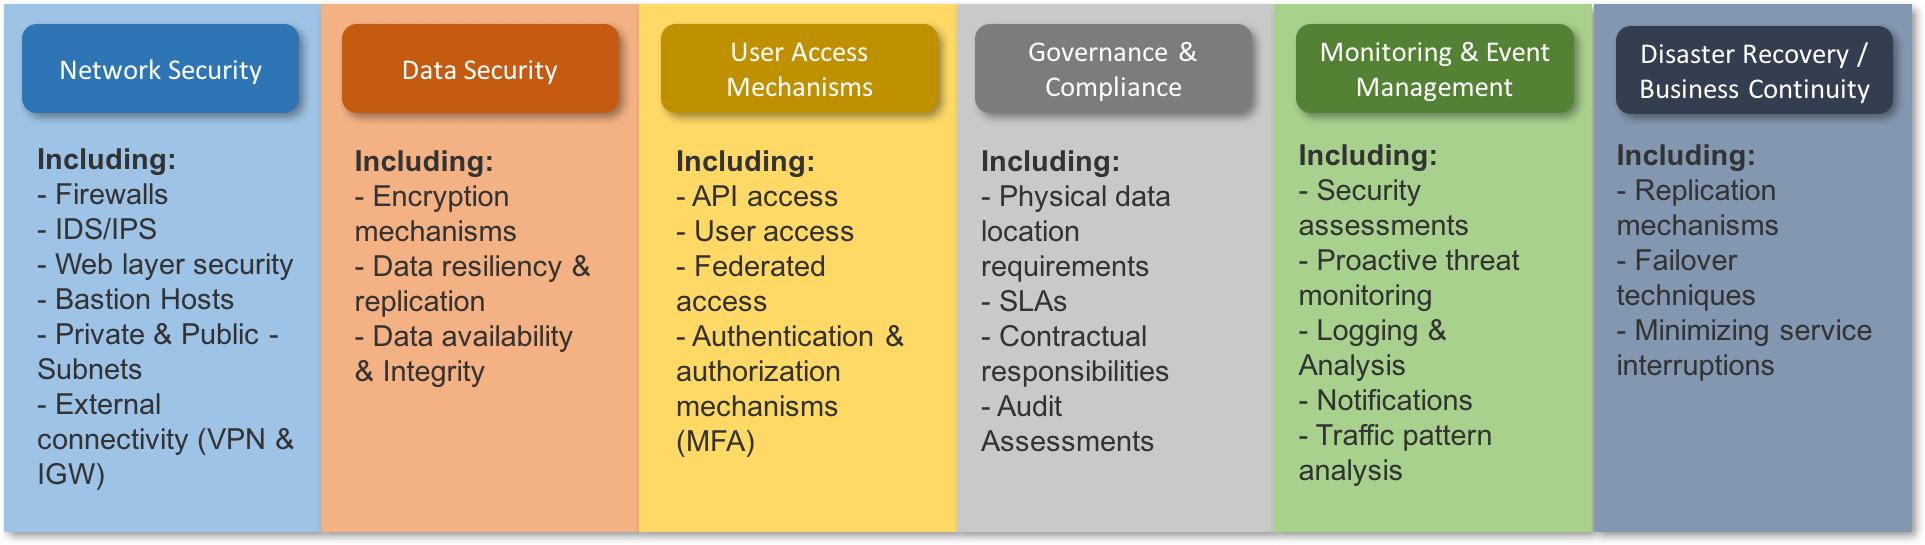 Network Security
Including:
- Firewalls
- IDS/IPS
- Web layer security
- Bastion Hosts
- Private & Public -
Subnets
- External
connectivity (VPN &
IGW)
Data Security
Including:
- Encryption
mechanisms
- Data resiliency &
replication
- Data availability
& Integrity
User Access
Mechanisms
Including:
- API access
- User access
- Federated
access
- Authentication &
authorization
mechanisms
(MFA)
Governance &
Compliance
Including:
- Physical data
location
requirements
- SLAs
- Contractual
responsibilities
- Audit
Assessments
Monitoring & Event
Management
Including:
- Security
assessments
- Proactive threat
monitoring
- Logging &
Analysis
- Notifications
- Traffic pattern
analysis
Disaster Recovery /
Business Continuity
Including:
- Replication
mechanisms
- Failover
techniques
- Minimizing service
interruptions